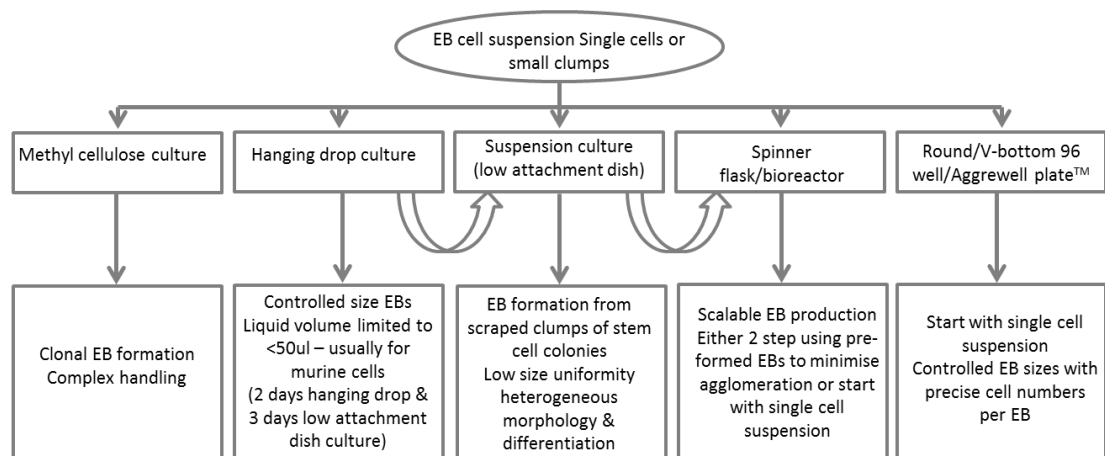 EB cell suspension Single cells or
small clumps
Methyl cellulose culture
Hanging drop culture
Suspension culture
(low attachment dish)
Spinner
flask/bioreactor
Round/V-bottom 96
well/Aggrewell plate™
Clonal EB formation
Complex handling
Controlled size EBs
Liquid volume limited to
<50ul – usually for
murine cells
(2 days hanging drop &
3 days low attachment
dish culture)
EB formation from
scraped clumps of stem
cell colonies
Low size uniformity
heterogeneous
morphology &
differentiation
Scalable EB production
Either 2 step using pre-
formed EBs to minimise
agglomeration or start
with single cell
suspension
Start with single cell
suspension
Controlled EB sizes with
precise cell numbers
per EB